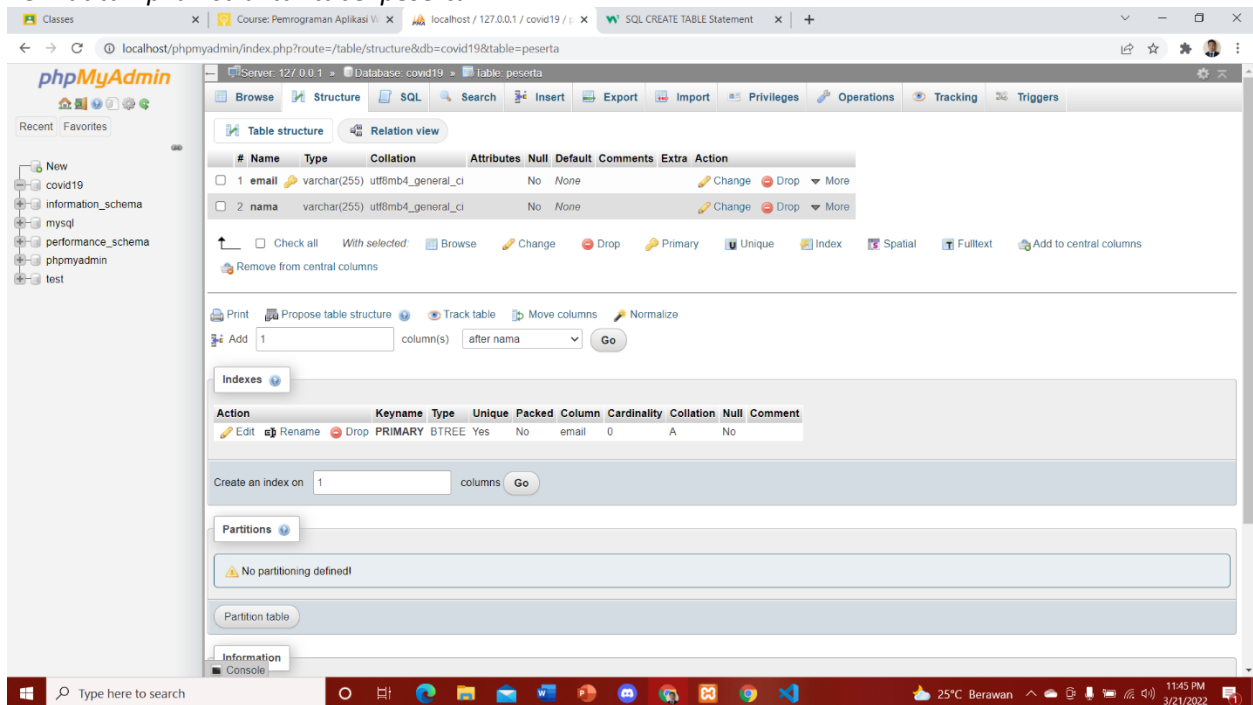 Classes
Course: Pemrograman Aplikasi W
localhost / 127.0.0.1 / covid19 / p
SQL CREATE TABLE Statement
localhost/phpmyadmin/index.php?route=/table/structure&db=covid19&table=peserta
phpMyAdmin
Recent Favorites
New
covid19
information_schema
mysql
performance_schema
phpmyadmin
test
Server: 127.0.0.1 » Database: covid19 » Table: peserta
Browse Structure SQL Search Insert Export Import Privileges Operations Tracking Triggers
Table structure Relation view
# Name Type Collation Attributes Null Default Comments Extra Action
1 email varchar(255) utf8mb4_general_ci No None Change Drop More
2 nama varchar(255) utf8mb4_general_ci No None Change Drop More
Check all With selected: Browse Change Drop Primary Unique Index Spatial Fulltext Add to central columns
Remove from central columns
Print Propose table structure Track table Move columns Normalize
Add 1 column(s) after nama Go
Indexes
Action Keyname Type Unique Packed Column Cardinality Collation Null Comment
Edit Rename Drop PRIMARY BTREE Yes No email 0 A No
Create an index on 1 columns Go
Partitions
No partitioning defined!
Partition table
Information
Console
Type here to search
25°C Berawan
11:45 PM
3/21/2022